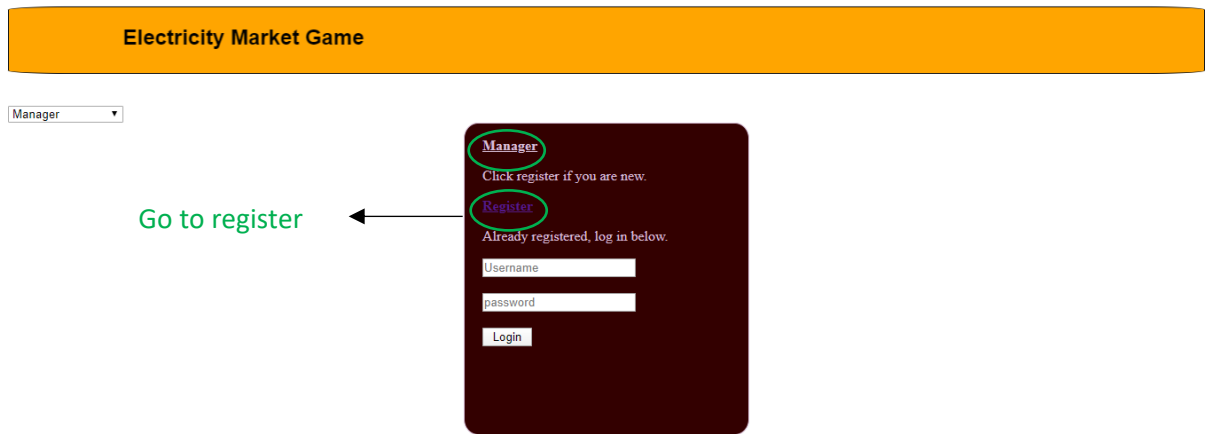 Electricity Market Game
Manager
Manager
Click register if you are new.
Register
Go to register
Already registered, log in below.
Username
password
Login